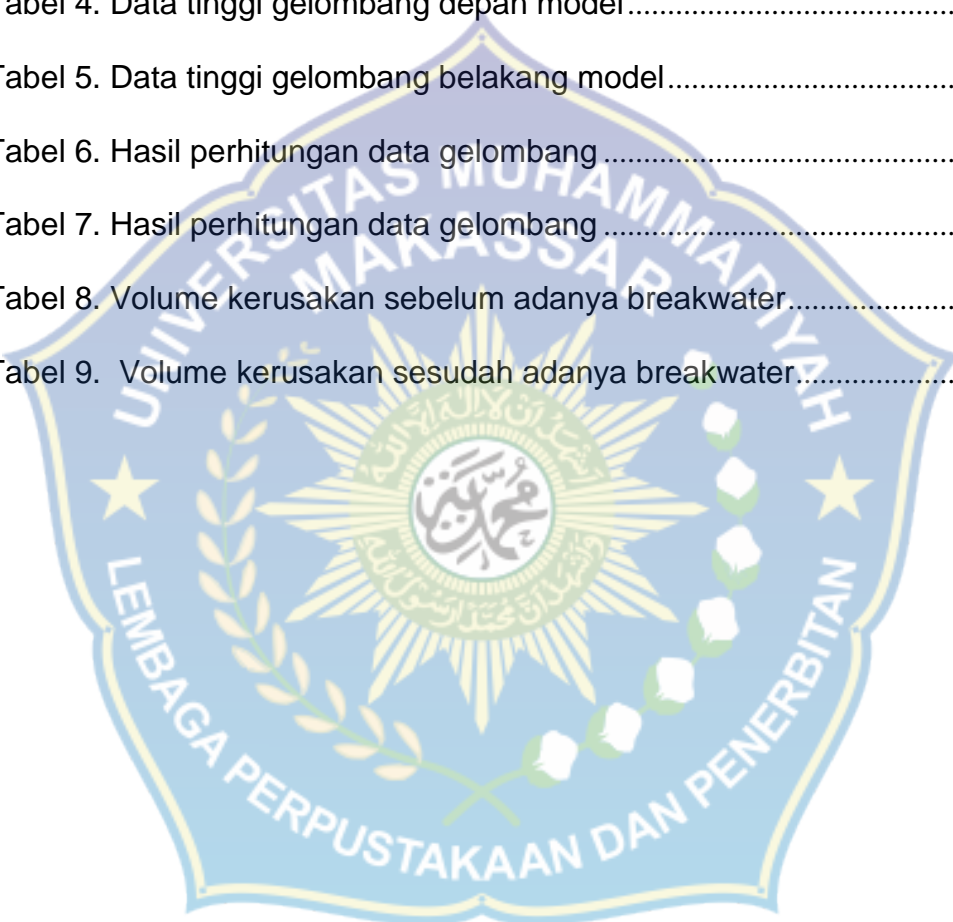 Tabel 4. Data tinggi gelombang depan model........................................
Tabel 5. Data tinggi gelombang belakang model....................................
Tabel 6. Hasil perhitungan data gelombang ...........................................
Tabel 7. Hasil perhitungan data gelombang ...........................................
Tabel 8. Volume kerusakan sebelum adanya breakwater.....................
Tabel 9.  Volume kerusakan sesudah adanya breakwater....................
UNIVERSITAS MUHAMMADIYAH
MAKASSAR
LEMBAGA PERPUSTAKAAN DAN PENERBITAN